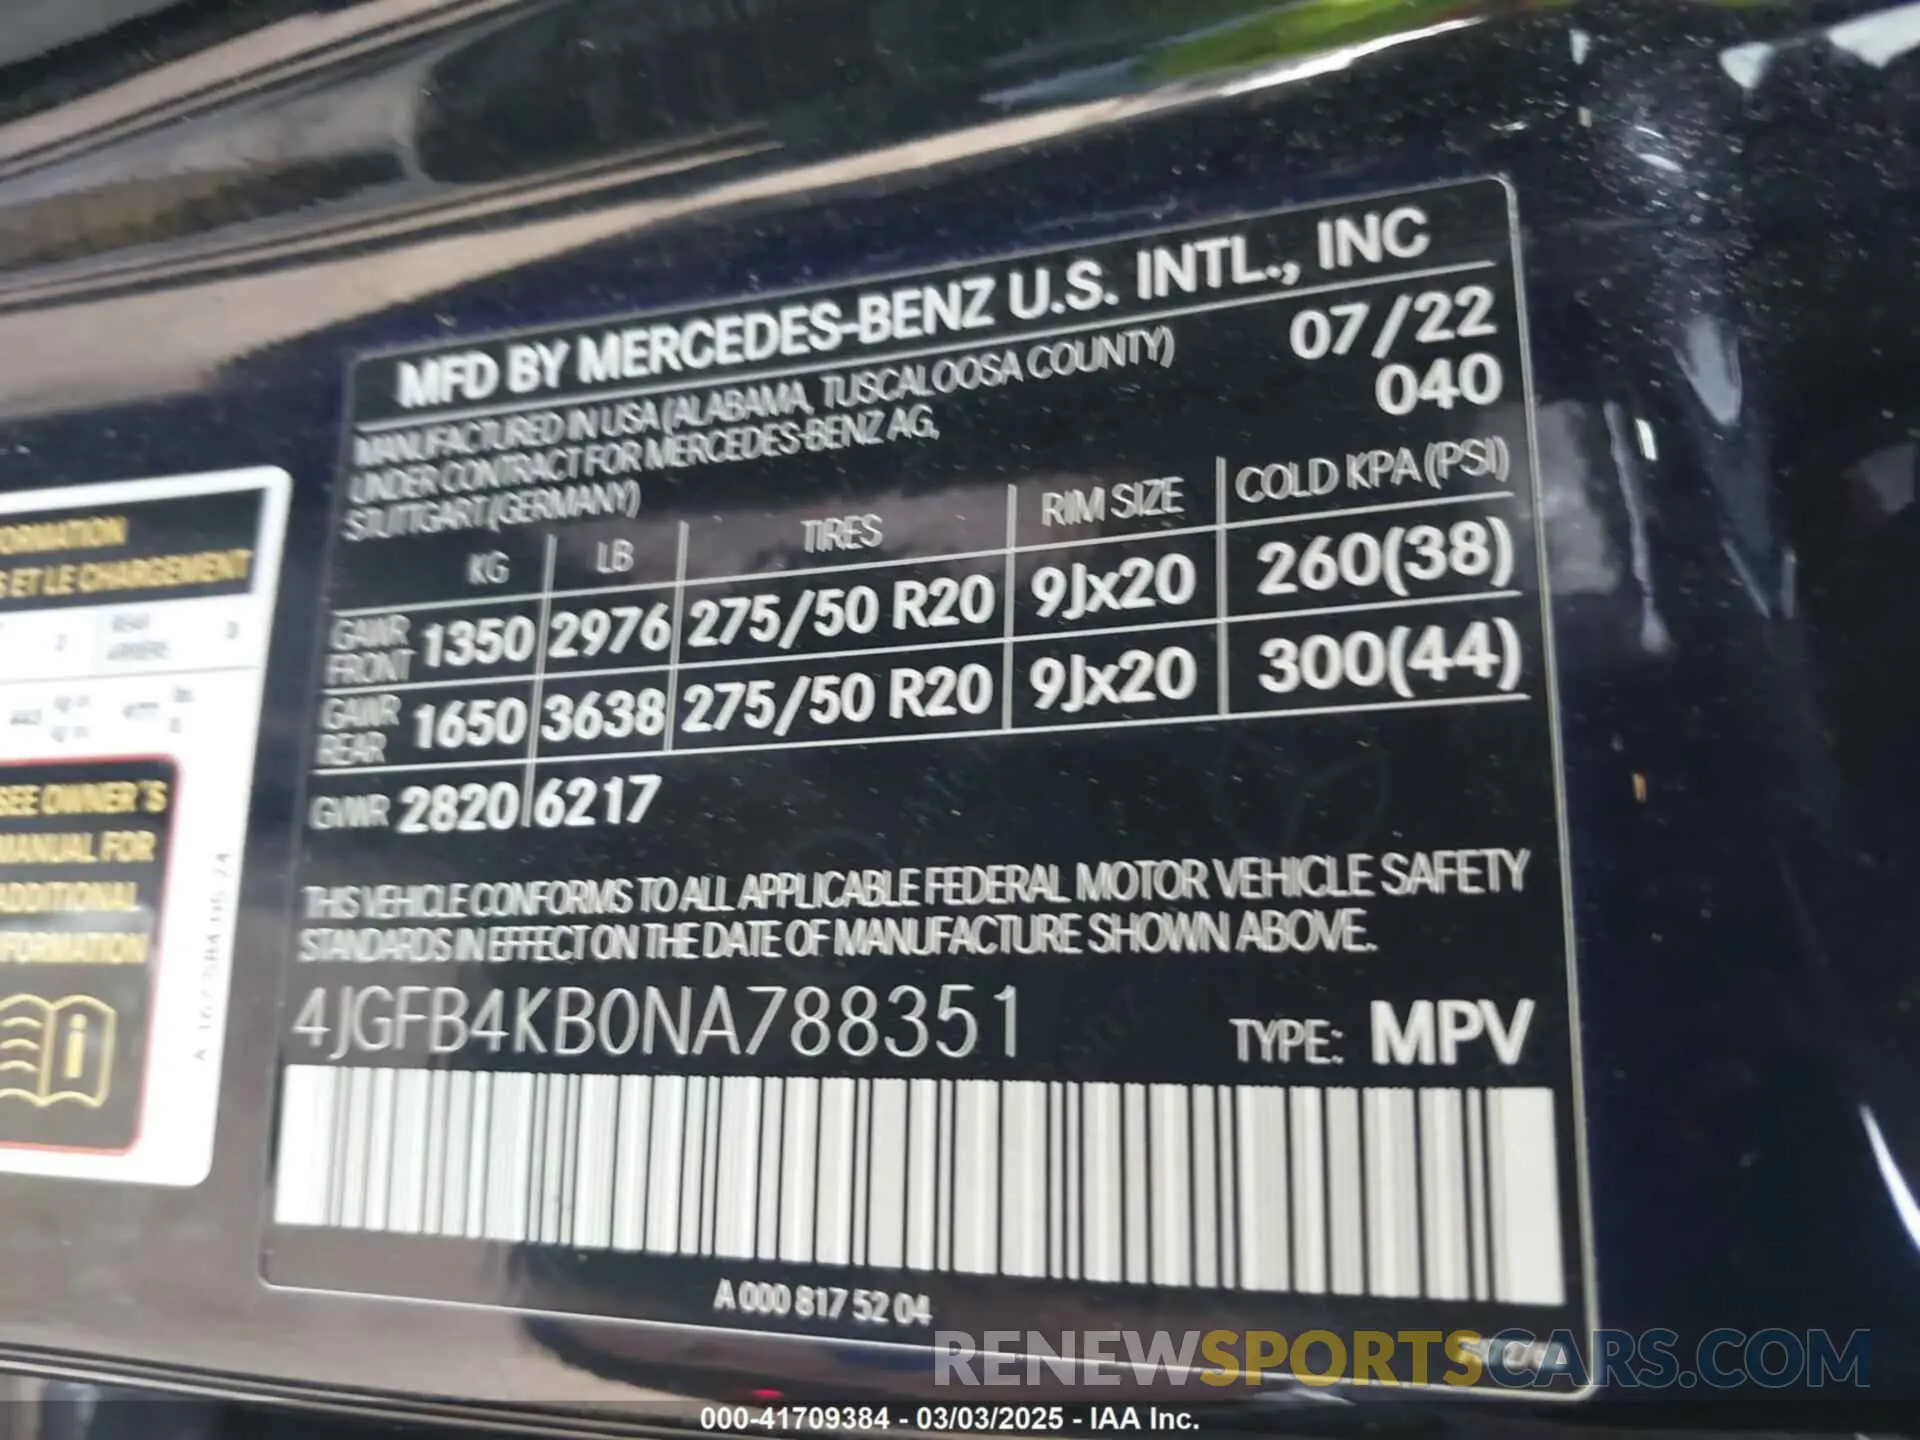 MFD BY MERCEDES-BENZ U.S. INTL., INC
MANUFACTURED IN USA (ALABAMA, TUSCALOOSA COUNTY)
UNDER CONTRACT FOR MERCEDES-BENZ AG,
STUTTGART (GERMANY)
07/22
040
KG LB TIRES RIM SIZE COLD KPA (PSI)
GAWR FRONT 1350 2976 275/50 R20 9Jx20 260(38)
GAWR REAR 1650 3638 275/50 R20 9Jx20 300(44)
GVWR 2820 6217
THIS VEHICLE CONFORMS TO ALL APPLICABLE FEDERAL MOTOR VEHICLE SAFETY
STANDARDS IN EFFECT ON THE DATE OF MANUFACTURE SHOWN ABOVE.
4JGFB4KB0NA788351 TYPE: MPV
A 000 817 52 04
ORMATION
S ET LE CHARGEMENT
SEE OWNER'S
MANUAL FOR
ADDITIONAL
NFORMATION
RENEWSPORTSCARS.COM
000-41709384 - 03/03/2025 - IAA Inc.